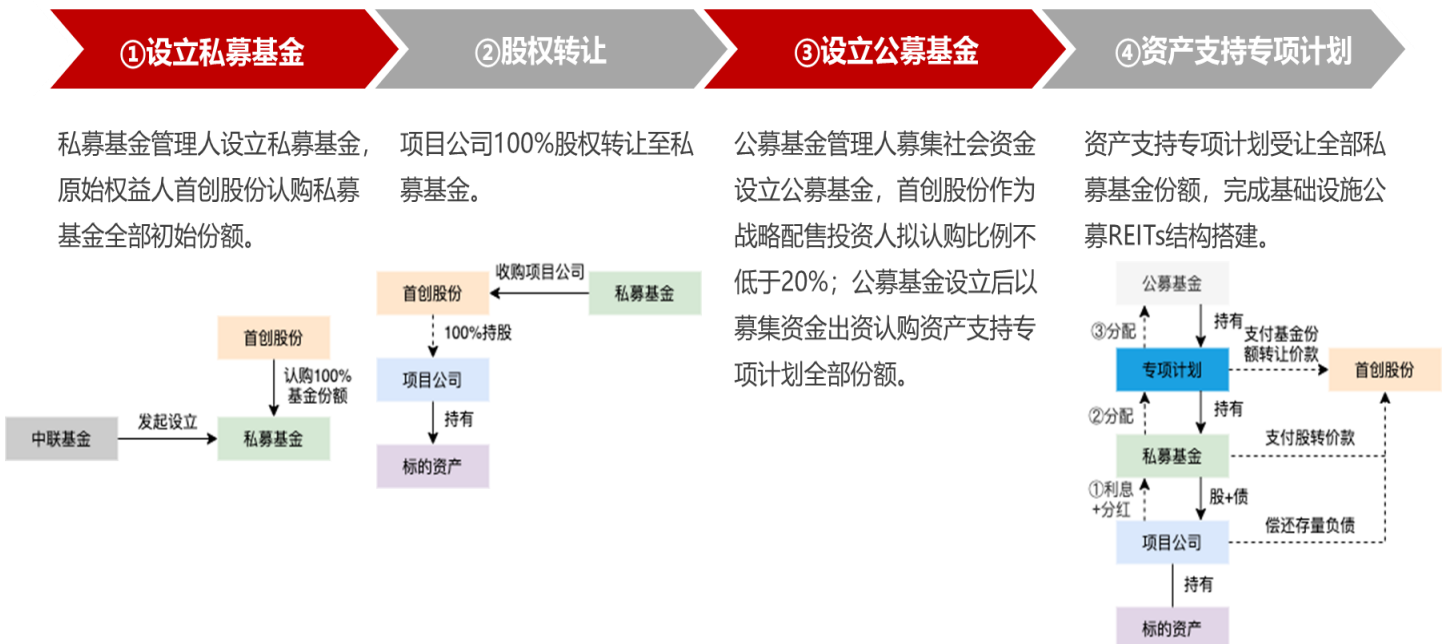 ①设立私募基金
②股权转让
③设立公募基金
④资产支持专项计划
私募基金管理人设立私募基金，
原始权益人首创股份认购私募
基金全部初始份额。
首创股份
认购100%
基金份额
中联基金
发起设立
私募基金
项目公司100%股权转让至私
募基金。
首创股份
收购项目公司
私募基金
100%持股
项目公司
持有
标的资产
公募基金管理人募集社会资金
设立公募基金，首创股份作为
战略配售投资人拟认购比例不
低于20%；公募基金设立后以
募集资金出资认购资产支持专
项计划全部份额。
资产支持专项计划受让全部私
募基金份额，完成基础设施公
募REITs结构搭建。
公募基金
③分配
持有
支付基金份
额转让价款
专项计划
首创股份
②分配
持有
支付股转价款
私募基金
①利息
+分红
股+债
偿还存量负债
项目公司
持有
标的资产